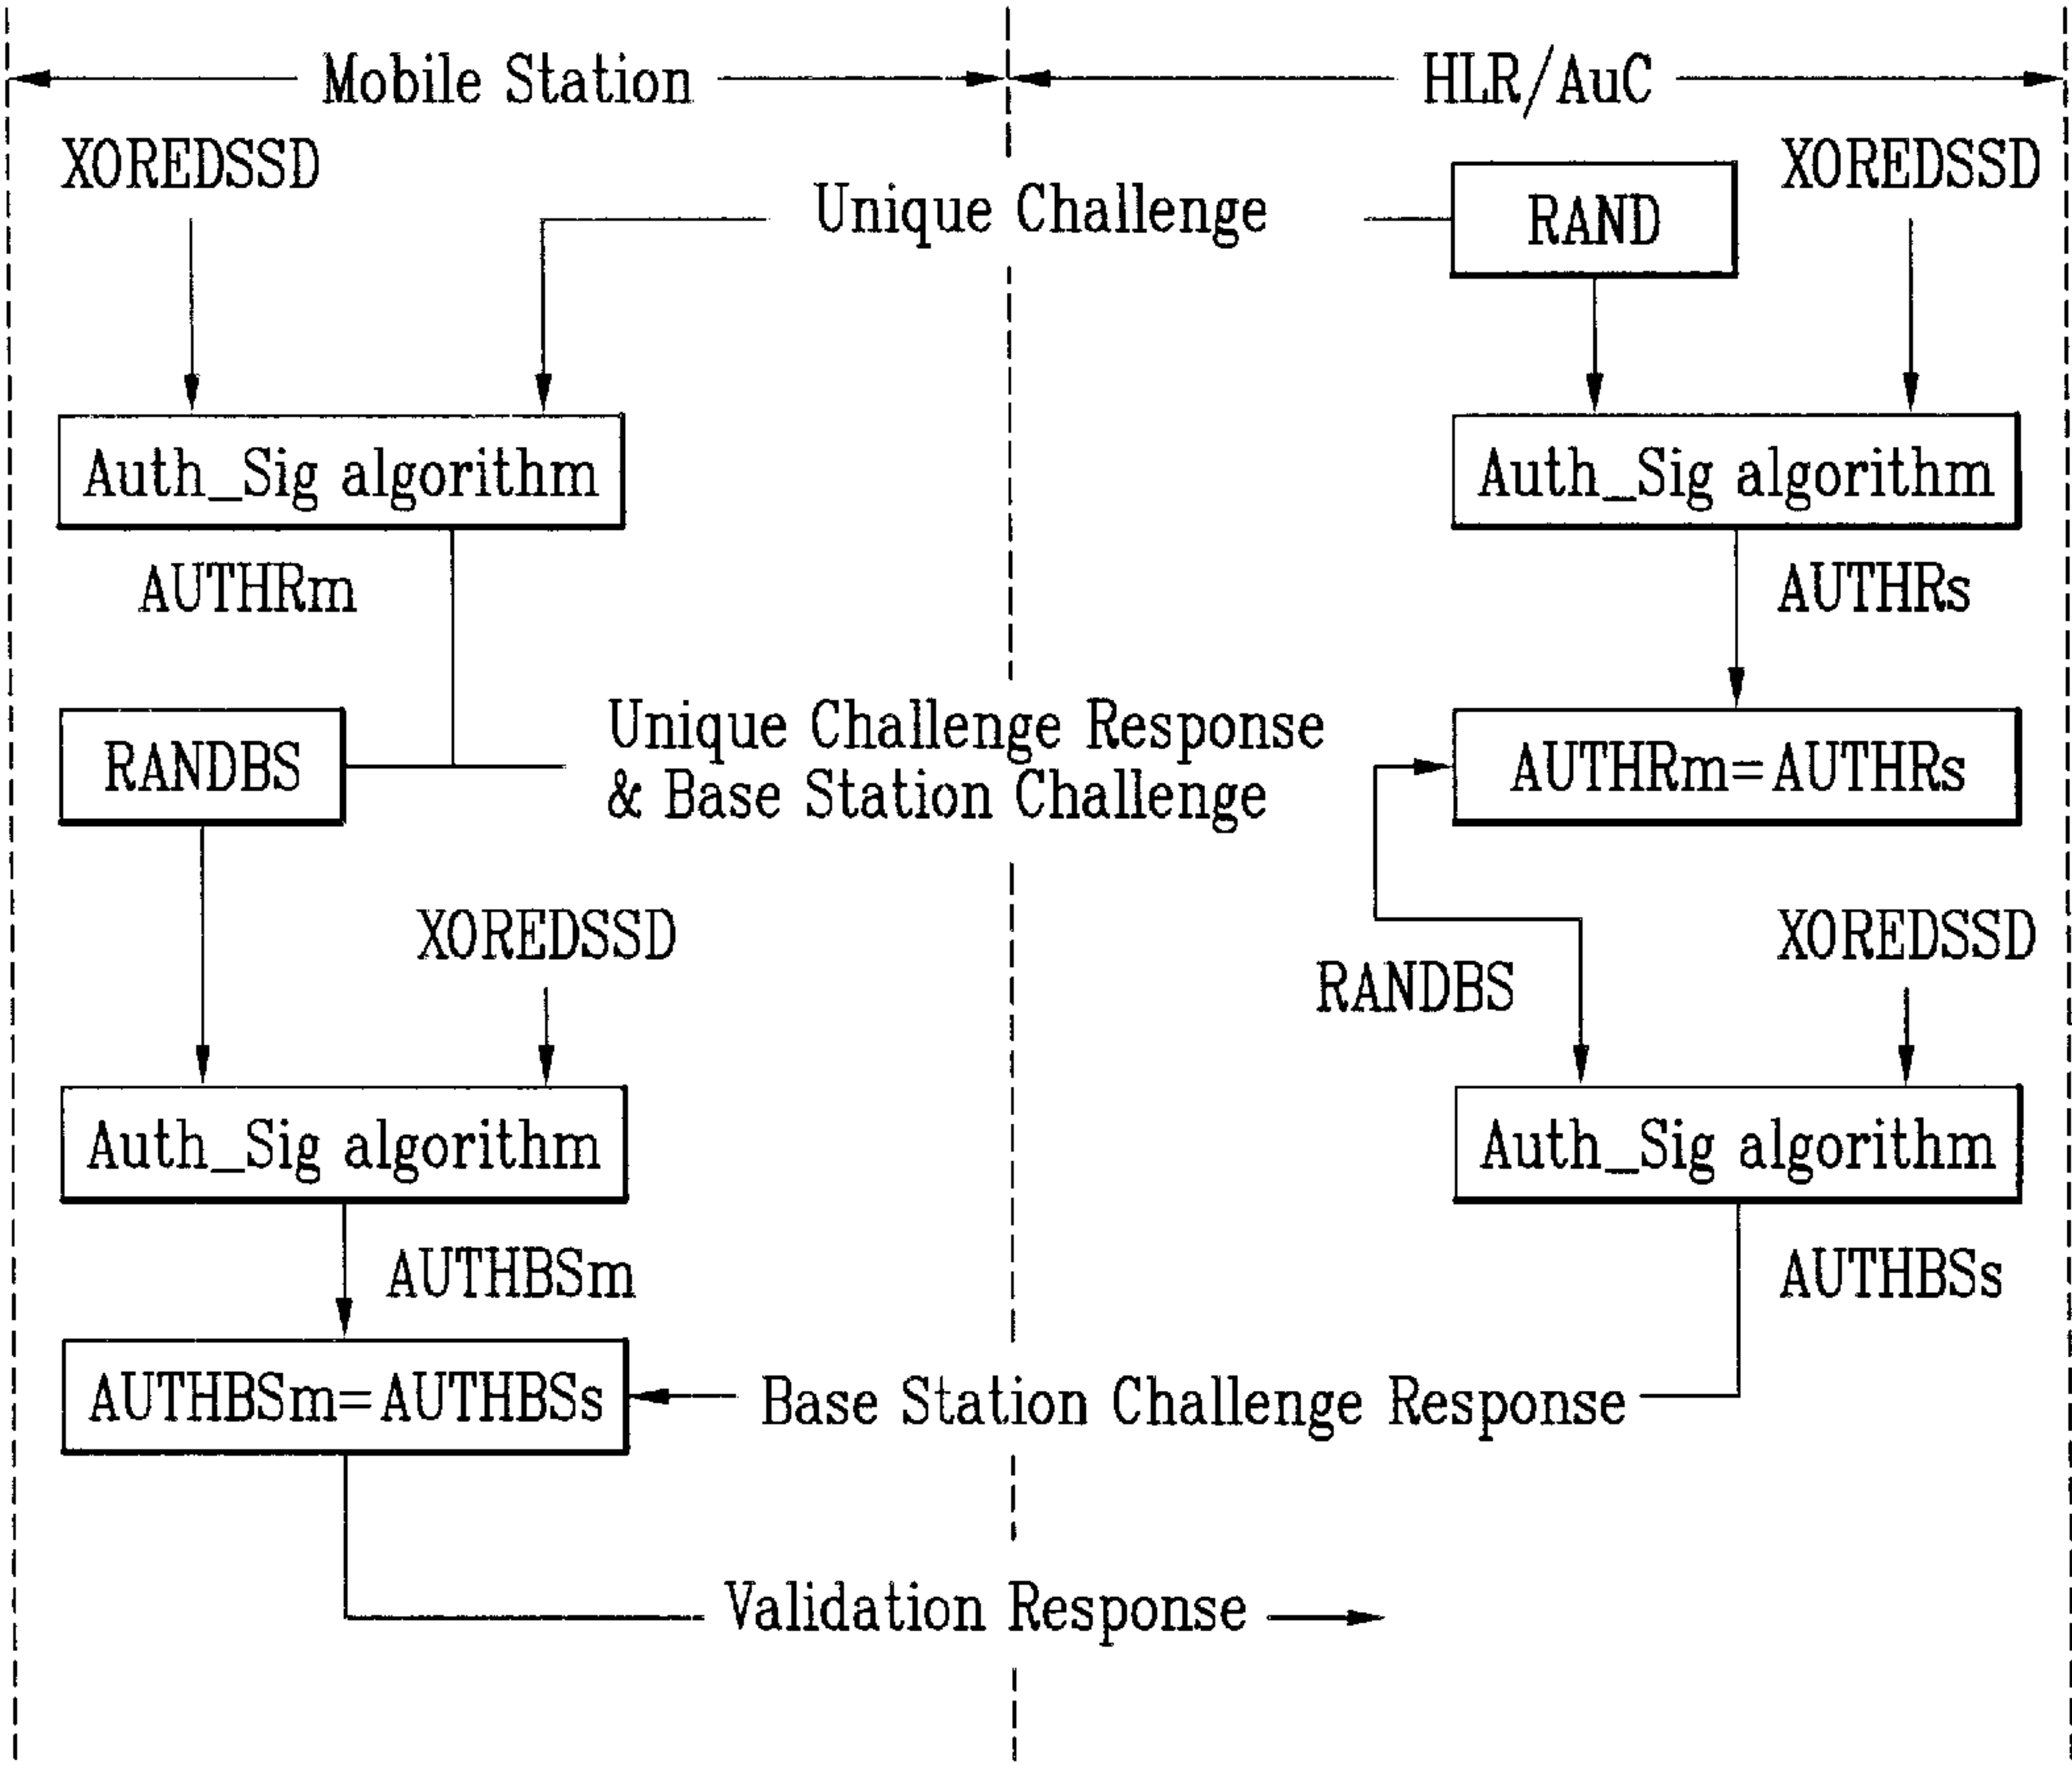 Mobile Station
HLR/AuC
XOREDSSD
Unique Challenge
RAND
XOREDSSD
Auth_Sig algorithm
Auth_Sig algorithm
AUTHRm
AUTHRs
RANDBS
Unique Challenge Response
& Base Station Challenge
AUTHRm=AUTHRs
XOREDSSD
RANDBS
XOREDSSD
Auth_Sig algorithm
Auth_Sig algorithm
AUTHBSm
AUTHBSs
AUTHBSm=AUTHBSs
Base Station Challenge Response
Validation Response